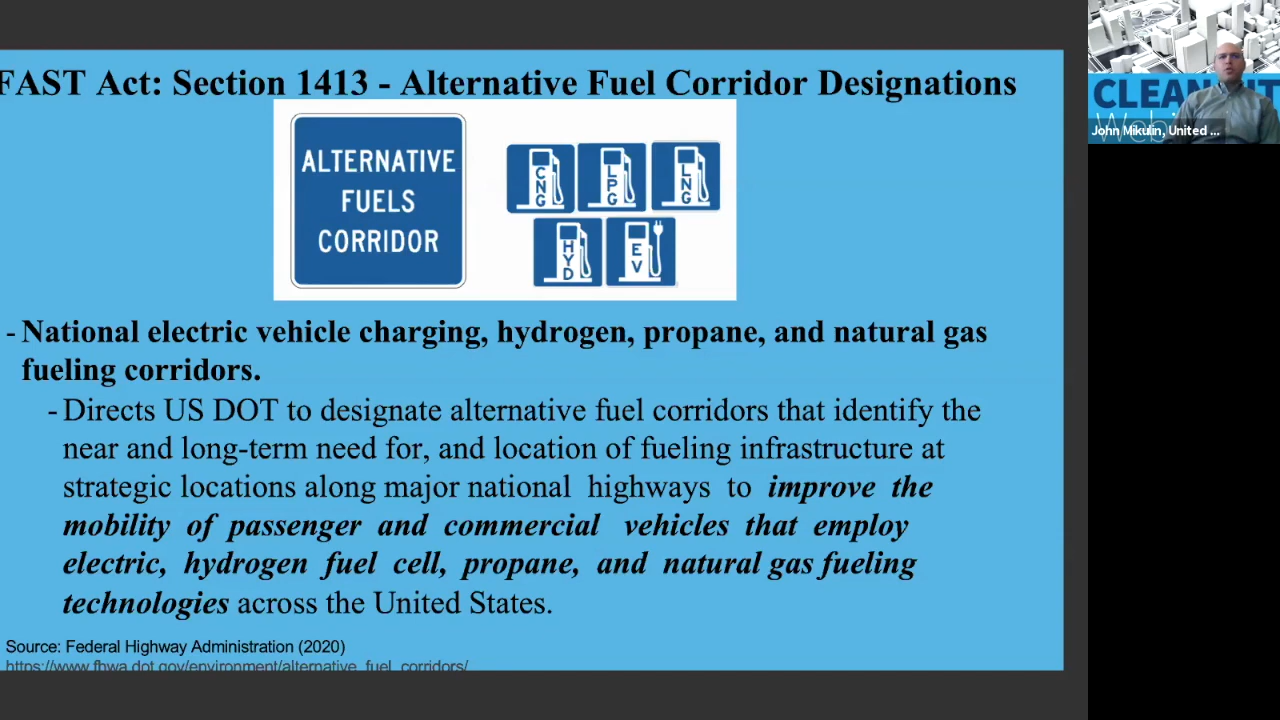 FAST Act: Section 1413 - Alternative Fuel Corridor Designations
ALTERNATIVE
FUELS
CORRIDOR
CNG
LPG
LNG
HYD
EV
- National electric vehicle charging, hydrogen, propane, and natural gas
fueling corridors.
- Directs US DOT to designate alternative fuel corridors that identify the
near and long-term need for, and location of fueling infrastructure at
strategic locations along major national highways to improve the
mobility of passenger and commercial vehicles that employ
electric, hydrogen fuel cell, propane, and natural gas fueling
technologies across the United States.
Source: Federal Highway Administration (2020)
https://www.fhwa.dot.gov/environment/alternative_fuel_corridors/
CLEAN
John Mikulin, United ...